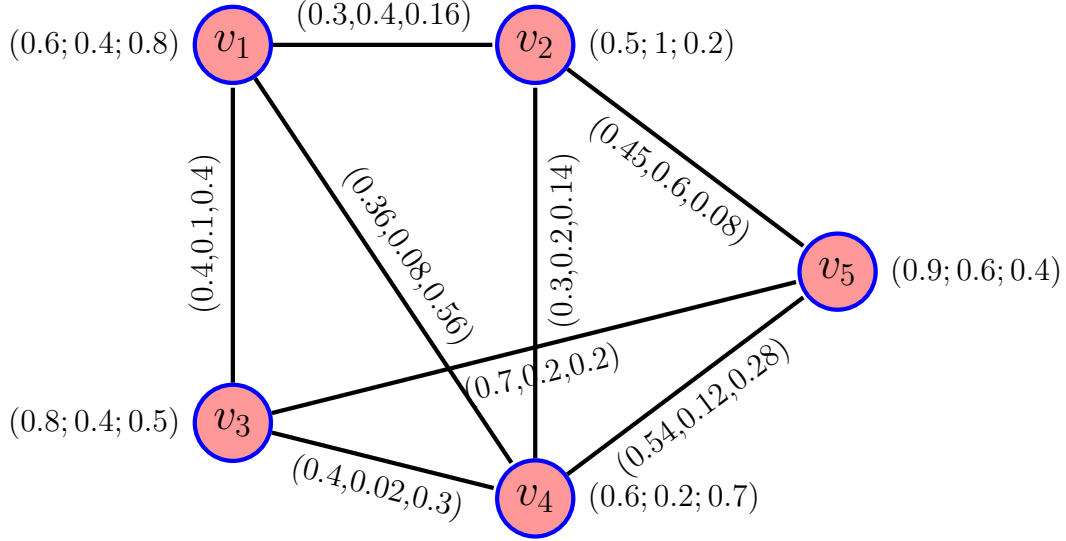 (0.3,0.4,0.16)
(0.6; 0.4; 0.8)
v1
v2
(0.5; 1; 0.2)
(0.45,0.6,0.08)
(0.4,0.1,0.4)
(0.36,0.08,0.56)
(0.3,0.2,0.14)
v5
(0.9; 0.6; 0.4)
(0.7,0.2,0.2)
(0.54,0.12,0.28)
(0.8; 0.4; 0.5)
v3
(0.4,0.02,0.3)
v4
(0.6; 0.2; 0.7)